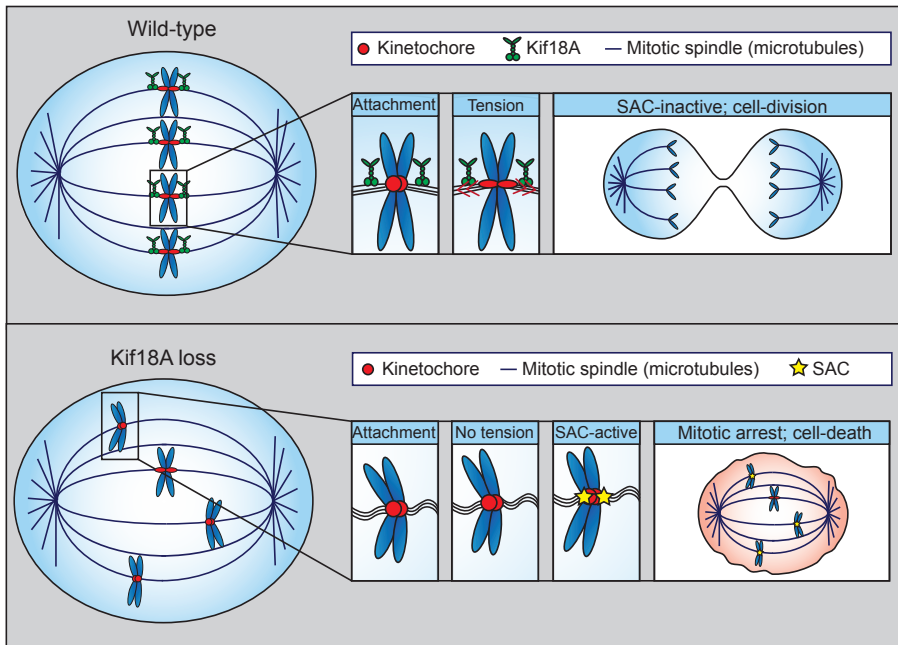 Wild-type
Kinetochore Kif18A Mitotic spindle (microtubules)
Attachment Tension SAC-inactive; cell-division
Kif18A loss
Kinetochore Mitotic spindle (microtubules) SAC
Attachment No tension SAC-active Mitotic arrest; cell-death